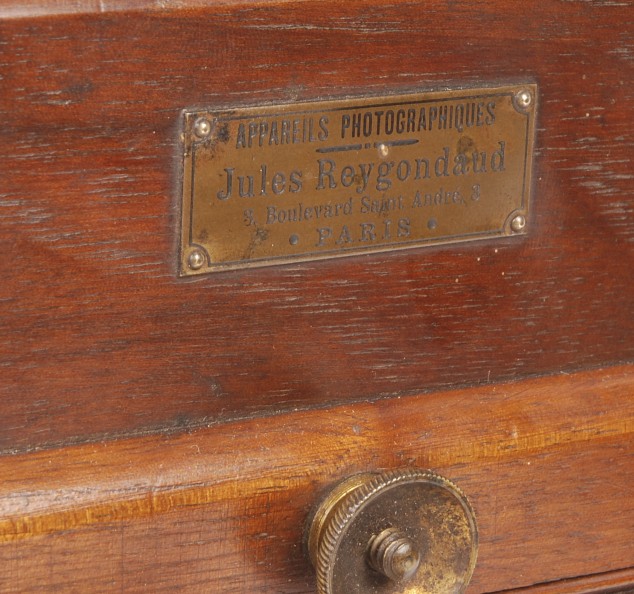 APPAREILS PHOTOGRAPHIQUES
Jules Reygondaud
3, Boulevard Saint André, 3
• PARIS •